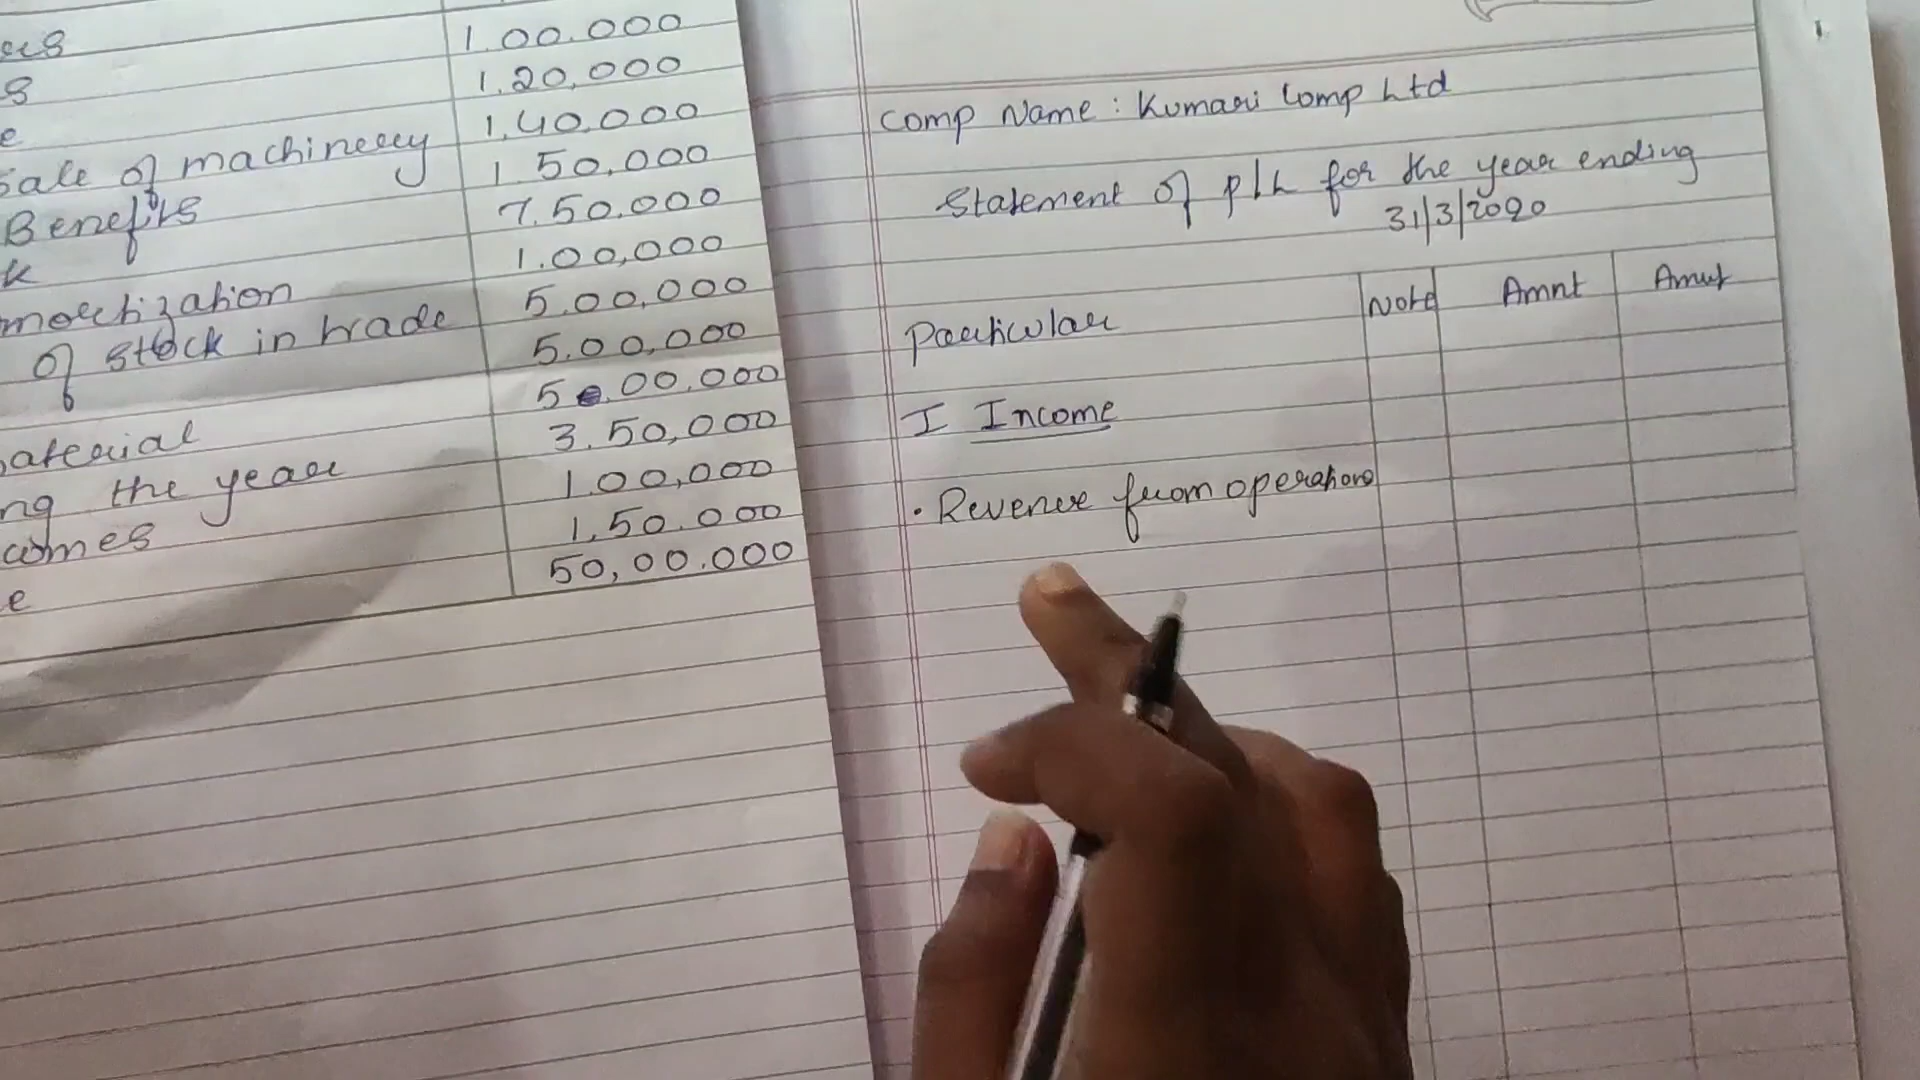 1.00.000
1.20,000
1,40.000
sale of machinery 1 50,000
Benefits 7.50.000
k 1.00,000
mortization 5.00,000
of stock in trade 5.00,000
5 .00.000
aterial 3.50,000
ng the year 1.00,000
comes 1,50.000
e 50,00.000
Comp Name : Kumari Comp Ltd
Statement of P/L for the year ending
31/3/2020
Particular Note Amnt Amnt
I Income
. Revenue from operations